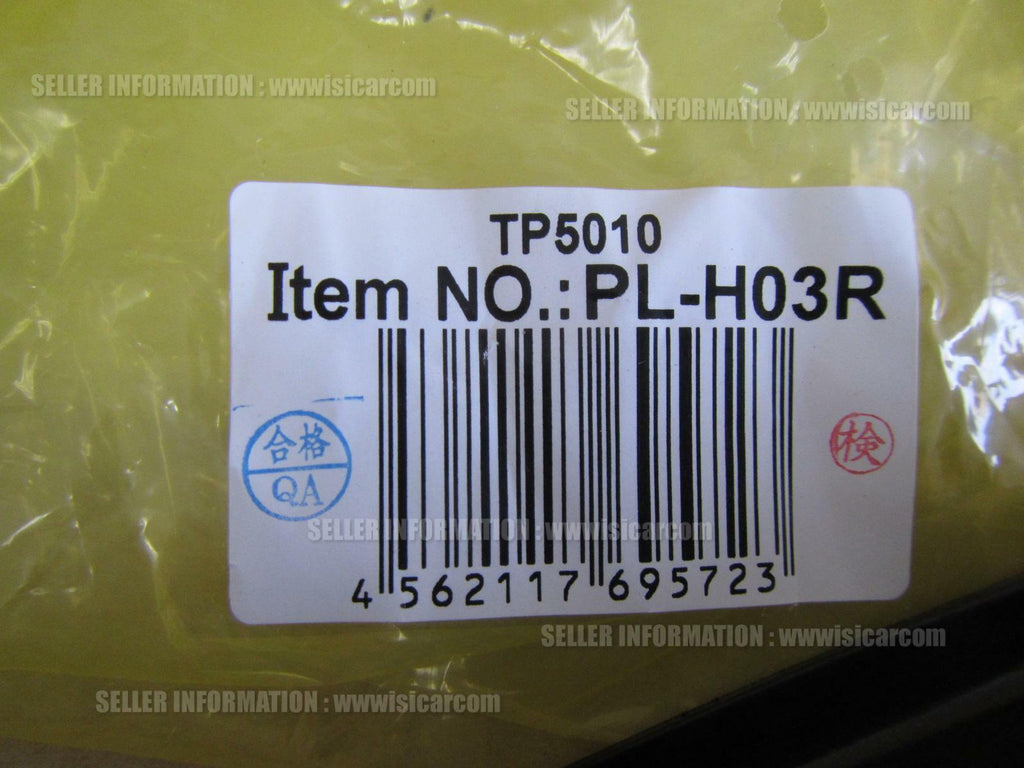 SELLER INFORMATION : wwwisicarcom
SELLER INFORMATION : wwwisicarcom
TP5010
Item NO.:PL-H03R
合格
QA
検
SELLER INFORMATION : wwwisicarcom
4 562117 695723
SELLER INFORMATION : wwwisicarcom
SELLER INFORMATION : wwwisicarcom